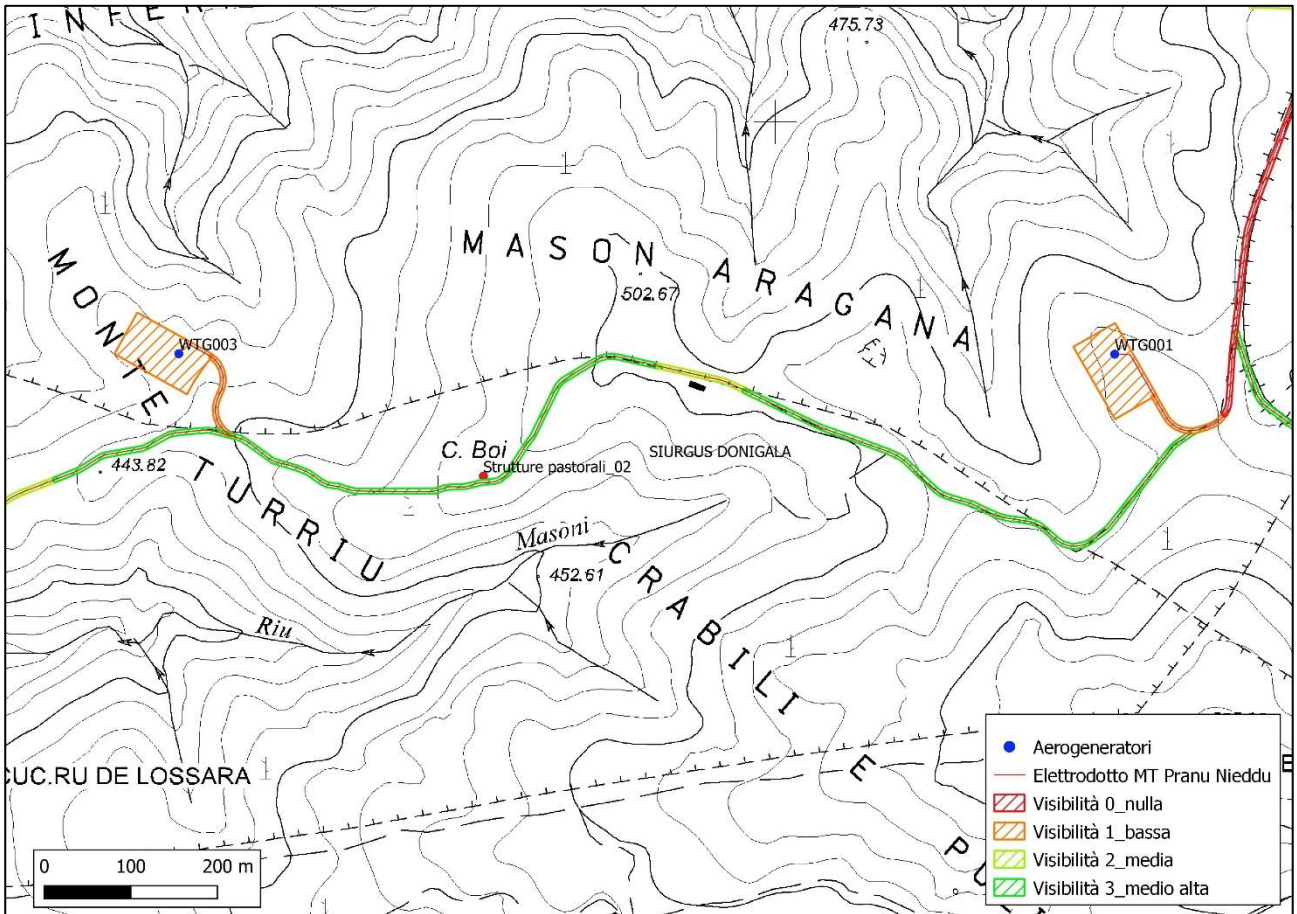 INFER
475.73
MASON ARAGANA
502.67
MONTE TURRIU
WTG003
WTG001
443.82
C. Boi
Strutture pastorali_02
SIURGUS DONIGALA
Masoni
Riu
452.61
CRABILI E
CUC.RU DE LOSSARA
0 100 200 m
Aerogeneratori
Elettrodotto MT Pranu Nieddu
Visibilità 0_nulla
Visibilità 1_bassa
Visibilità 2_media
Visibilità 3_medio alta